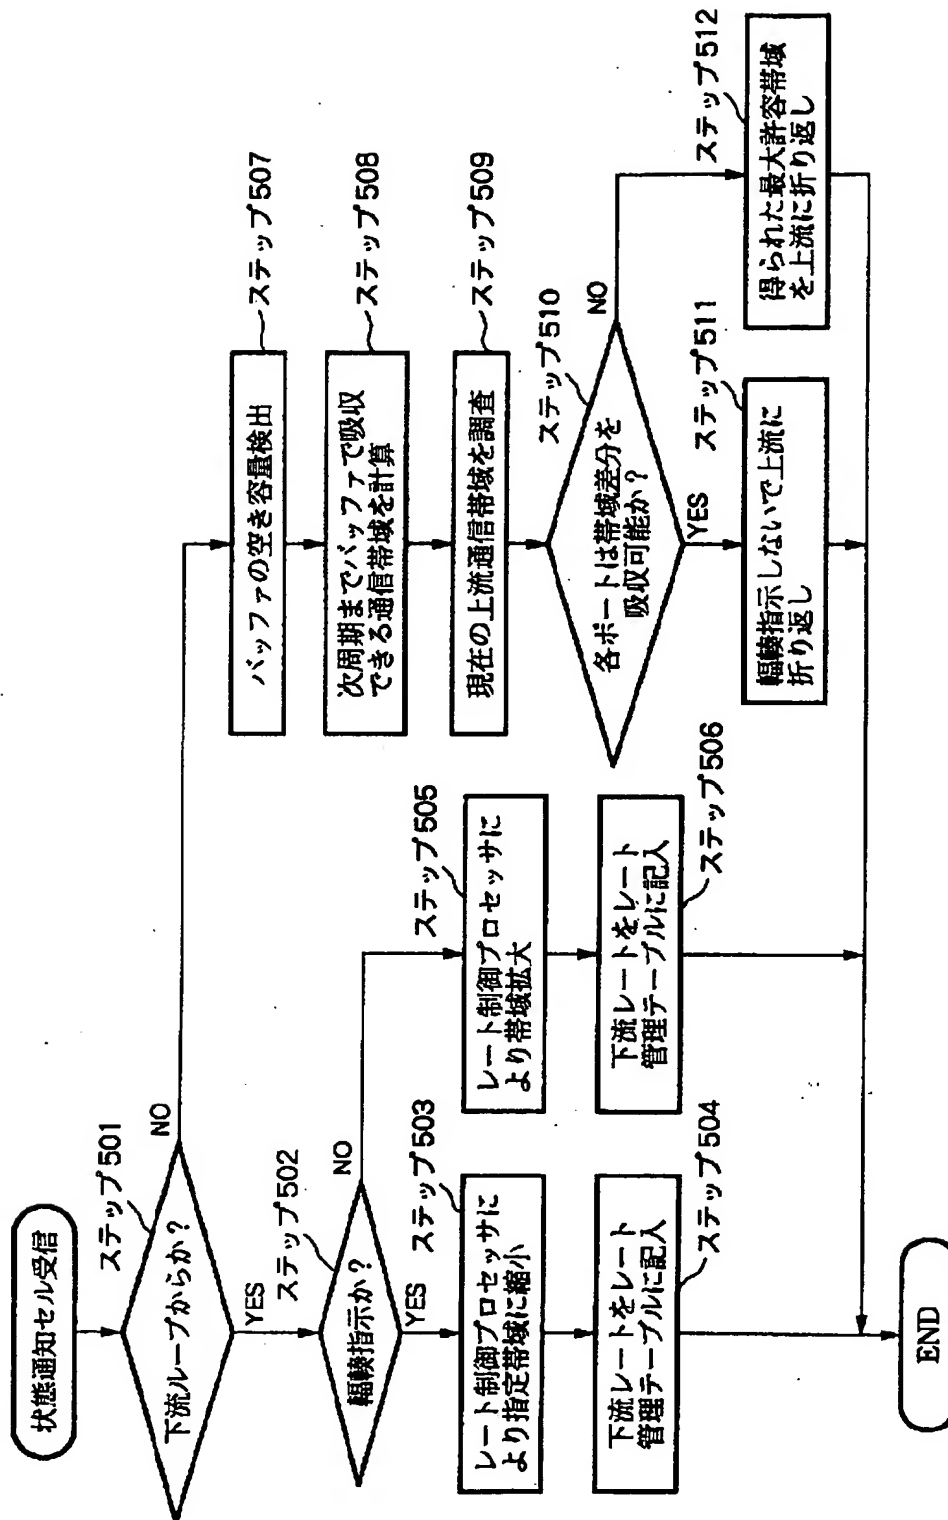 状態通知セル受信
下流ループからか?
ステップ501
NO
YES
ステップ502
輻輳指示か?
NO
YES
ステップ503
レート制御プロセッサに
より指定帯域に縮小
ステップ504
下流レートをレート
管理テーブルに記入
ステップ505
レート制御プロセッサに
より帯域拡大
ステップ506
下流レートをレート
管理テーブルに記入
ステップ507
バッファの空き容量検出
ステップ508
次周期までバッファで吸収
できる通信帯域を計算
ステップ509
現在の上流通信帯域を調査
ステップ510
各ポートは帯域差分を
吸収可能か?
NO
YES
ステップ511
輻輳指示しないで上流に
折り返し
ステップ512
得られた最大許容帯域
を上流に折り返し
END